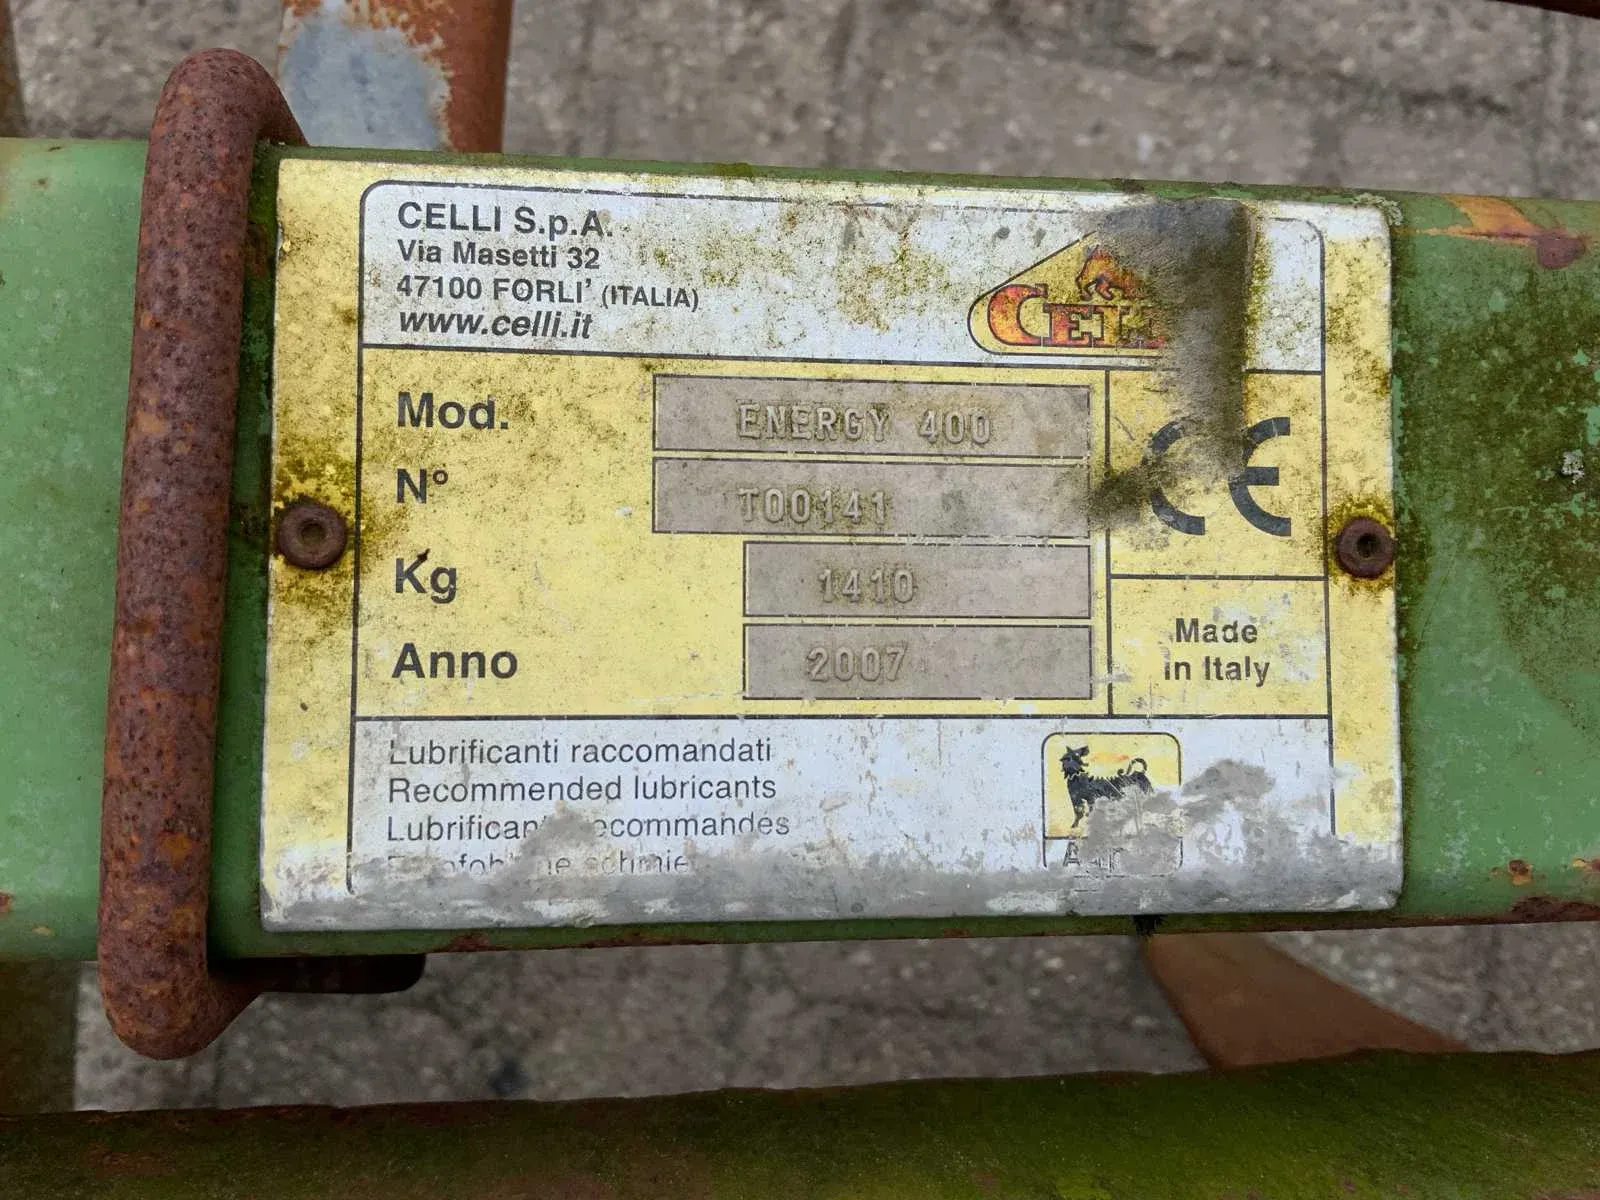 CELLI S.p.A.
Via Masetti 32
47100 FORLI' (ITALIA)
www.celli.it
Mod. ENERGY 400
N° T00141
Kg 1410
Anno 2007
CE
Made
in Italy
Lubrificanti raccomandati
Recommended lubricants